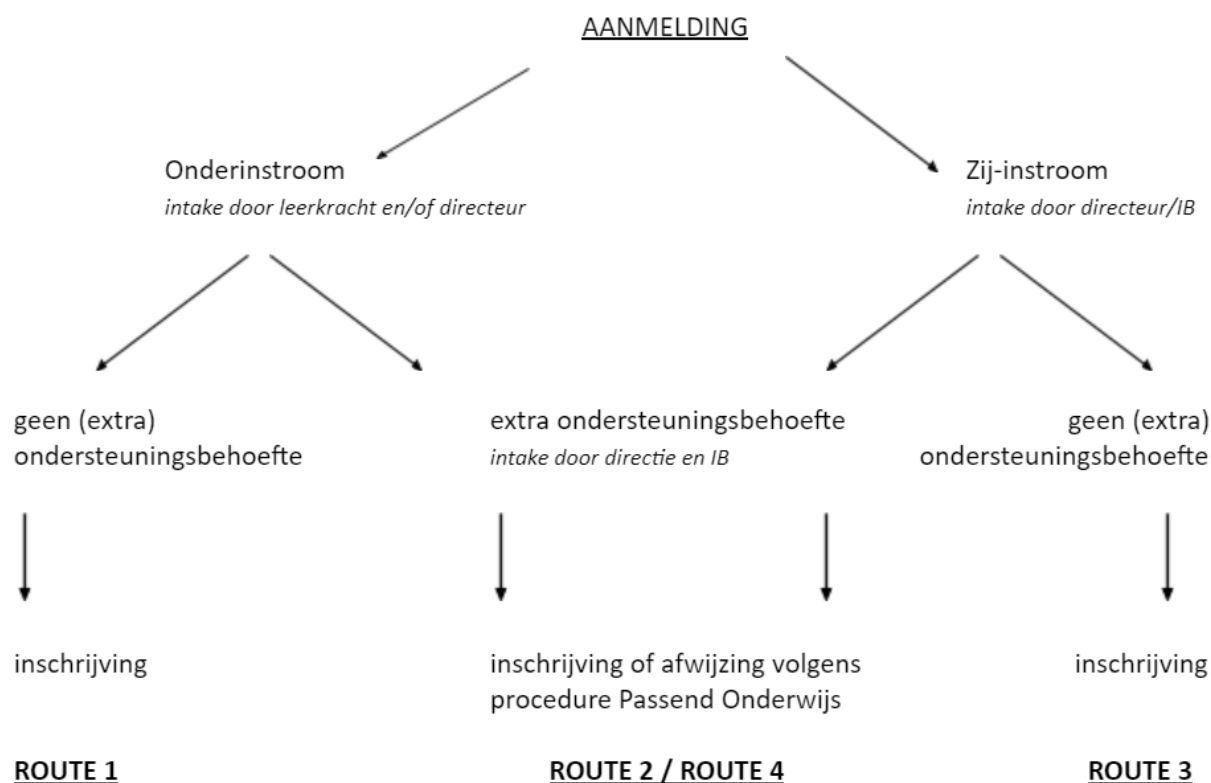 AANMELDING
Onderinstroom
intake door leerkracht en/of directeur
Zij-instroom
intake door directeur/IB
geen (extra)
ondersteuningsbehoefte
extra ondersteuningsbehoefte
intake door directie en IB
geen (extra)
ondersteuningsbehoefte
inschrijving
inschrijving of afwijzing volgens
procedure Passend Onderwijs
inschrijving
ROUTE 1
ROUTE 2 / ROUTE 4
ROUTE 3